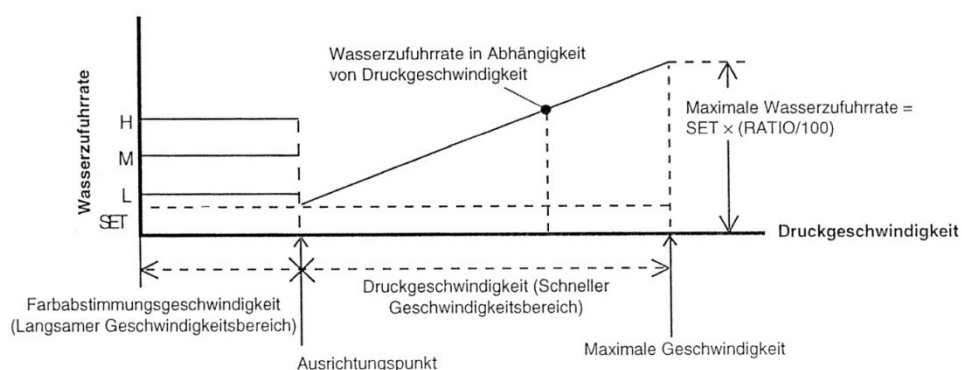 Wasserzufuhrrate
H
M
L
SET
Wasserzufuhrrate in Abhängigkeit
von Druckgeschwindigkeit
Maximale Wasserzufuhrrate =
SET × (RATIO/100)
Druckgeschwindigkeit
Farbabstimmungsgeschwindigkeit
(Langsamer Geschwindigkeitsbereich)
Druckgeschwindigkeit (Schneller
Geschwindigkeitsbereich)
Ausrichtungspunkt
Maximale Geschwindigkeit